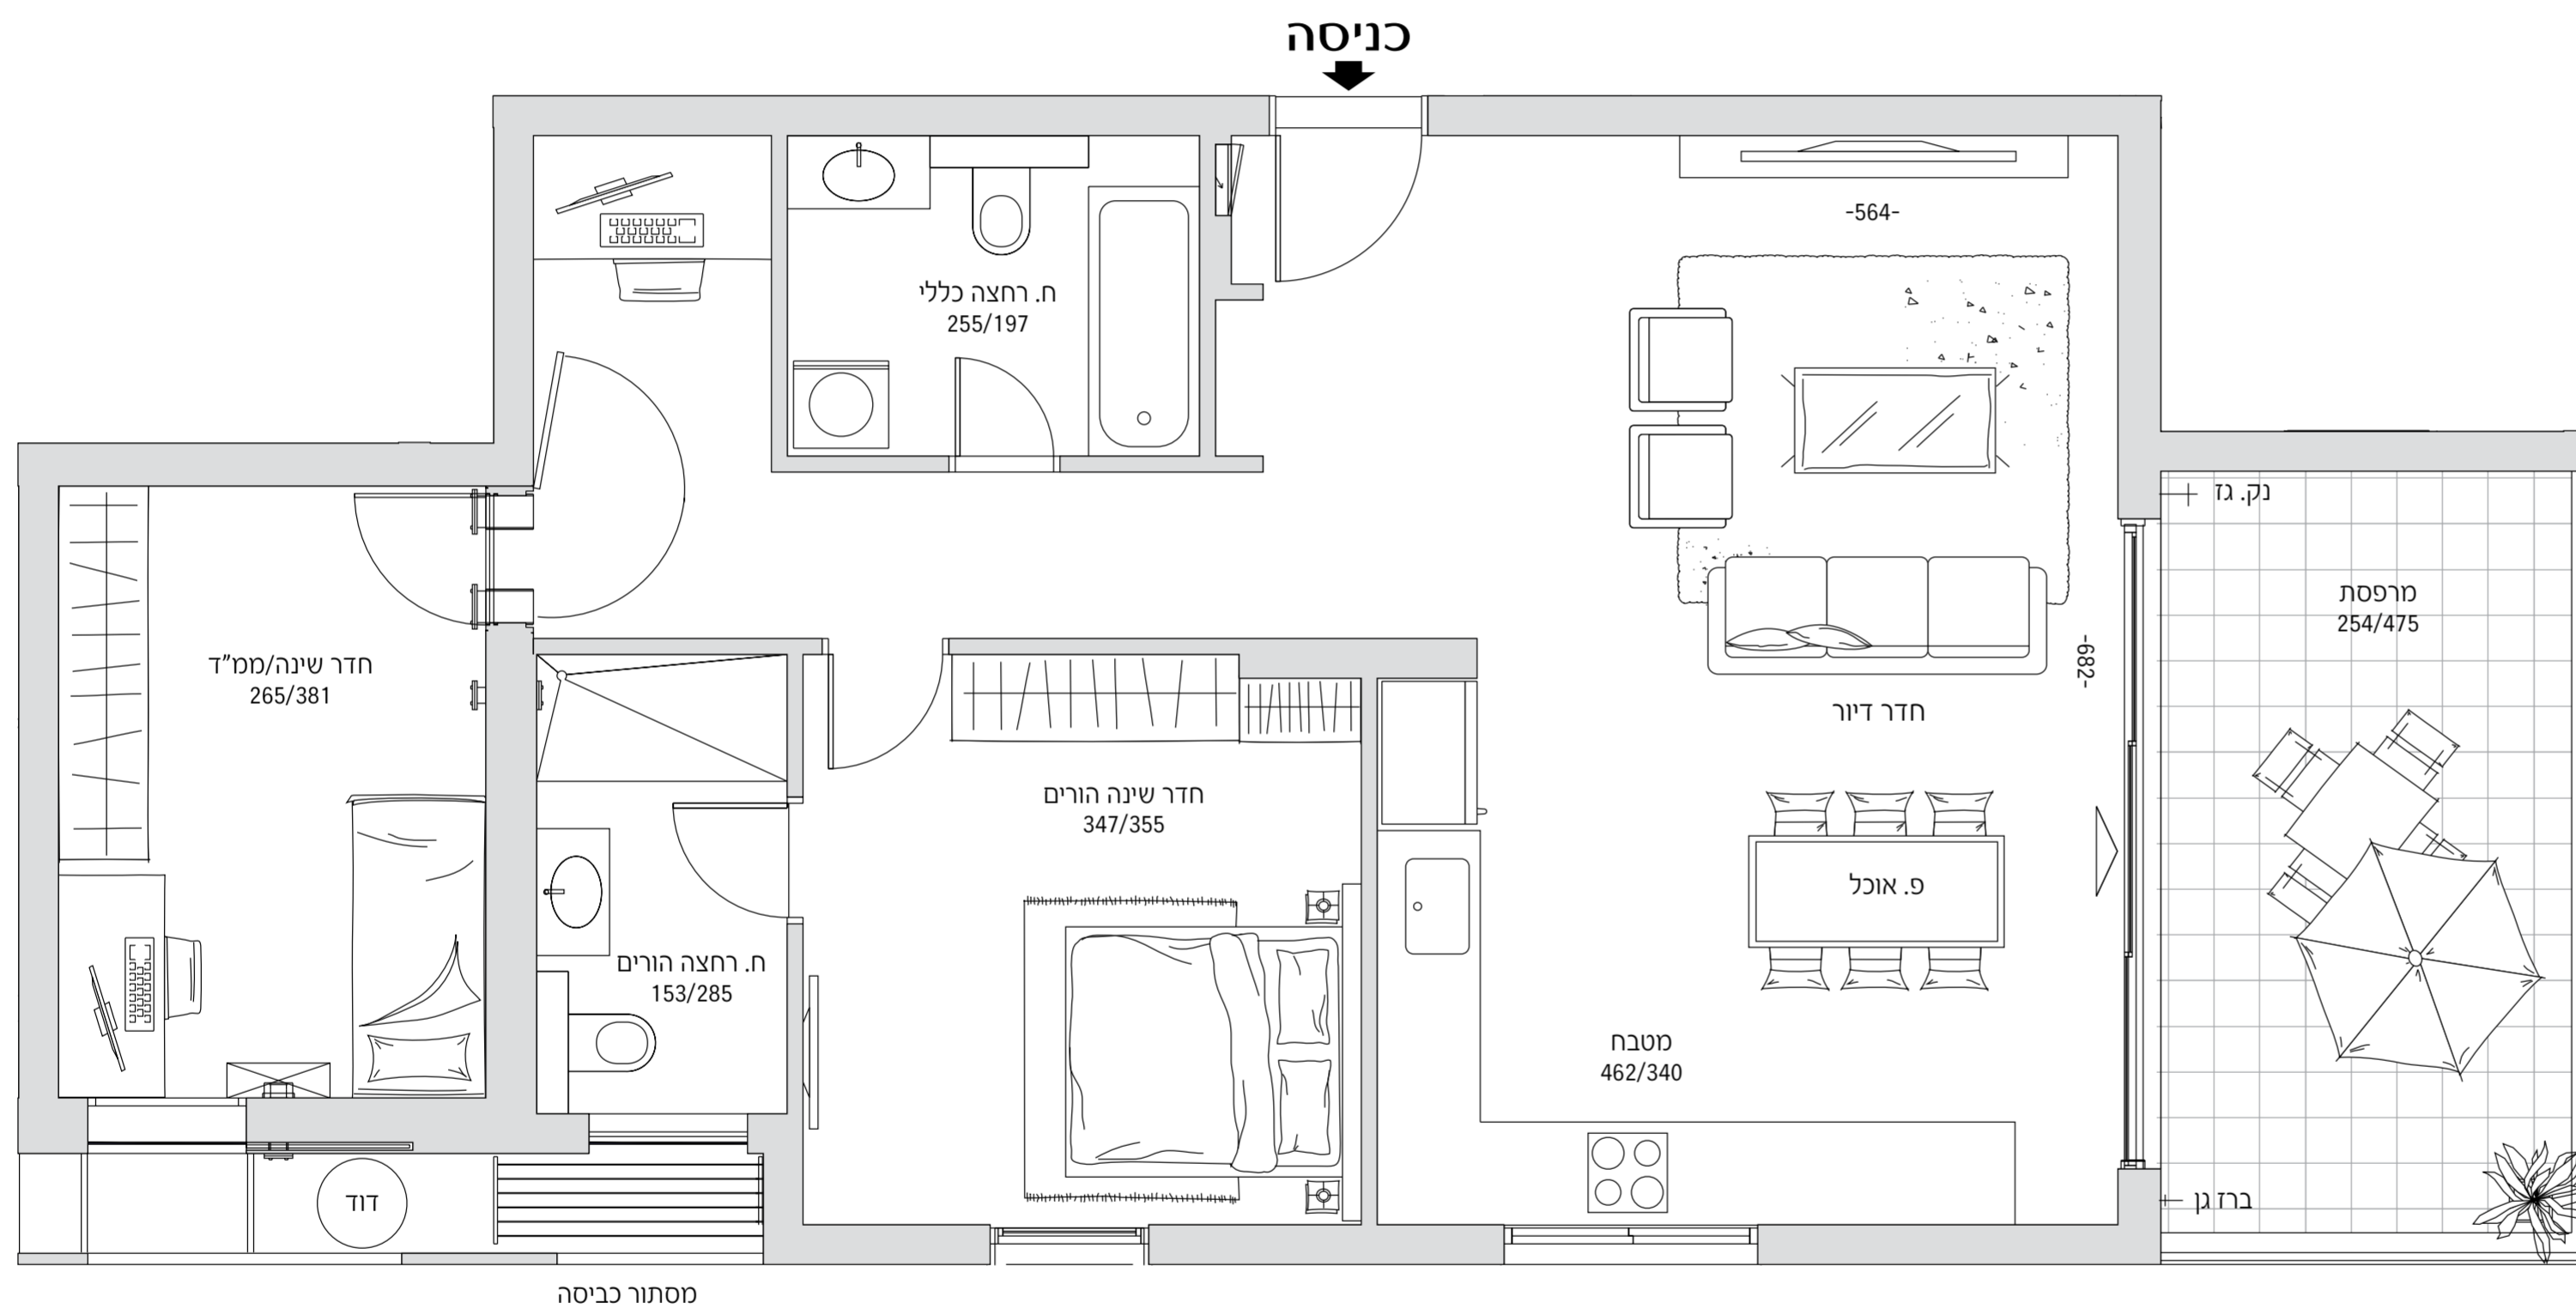 כניסה
-564-
ח. רחצה כללי
255/197
נק. גז
מרפסת
254/475
-682-
חדר שינה/ממ"ד
265/381
חדר דיור
חדר שינה הורים
347/355
פ. אוכל
ח. רחצה הורים
153/285
מטבח
462/340
ברז גן
דוד
מסתור כביסה